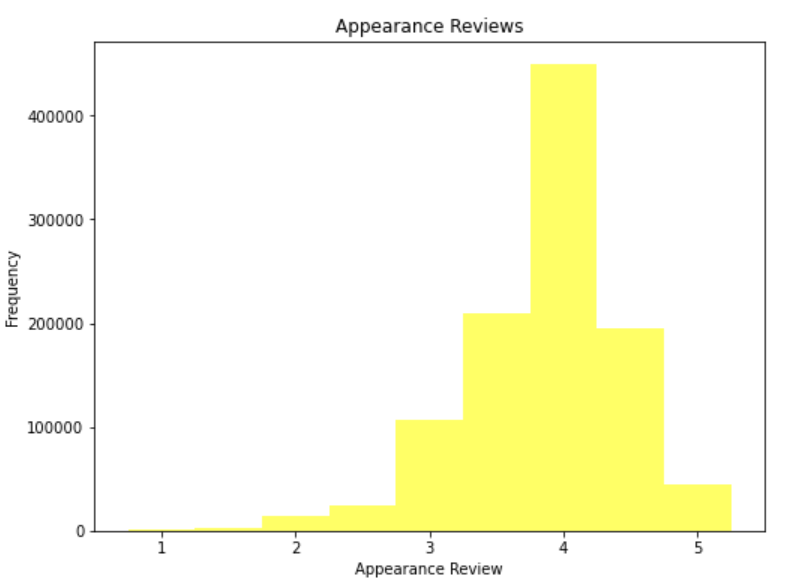 Appearance Reviews
400000
300000
200000
100000
0
Frequency
1 2 3 4 5
Appearance Review